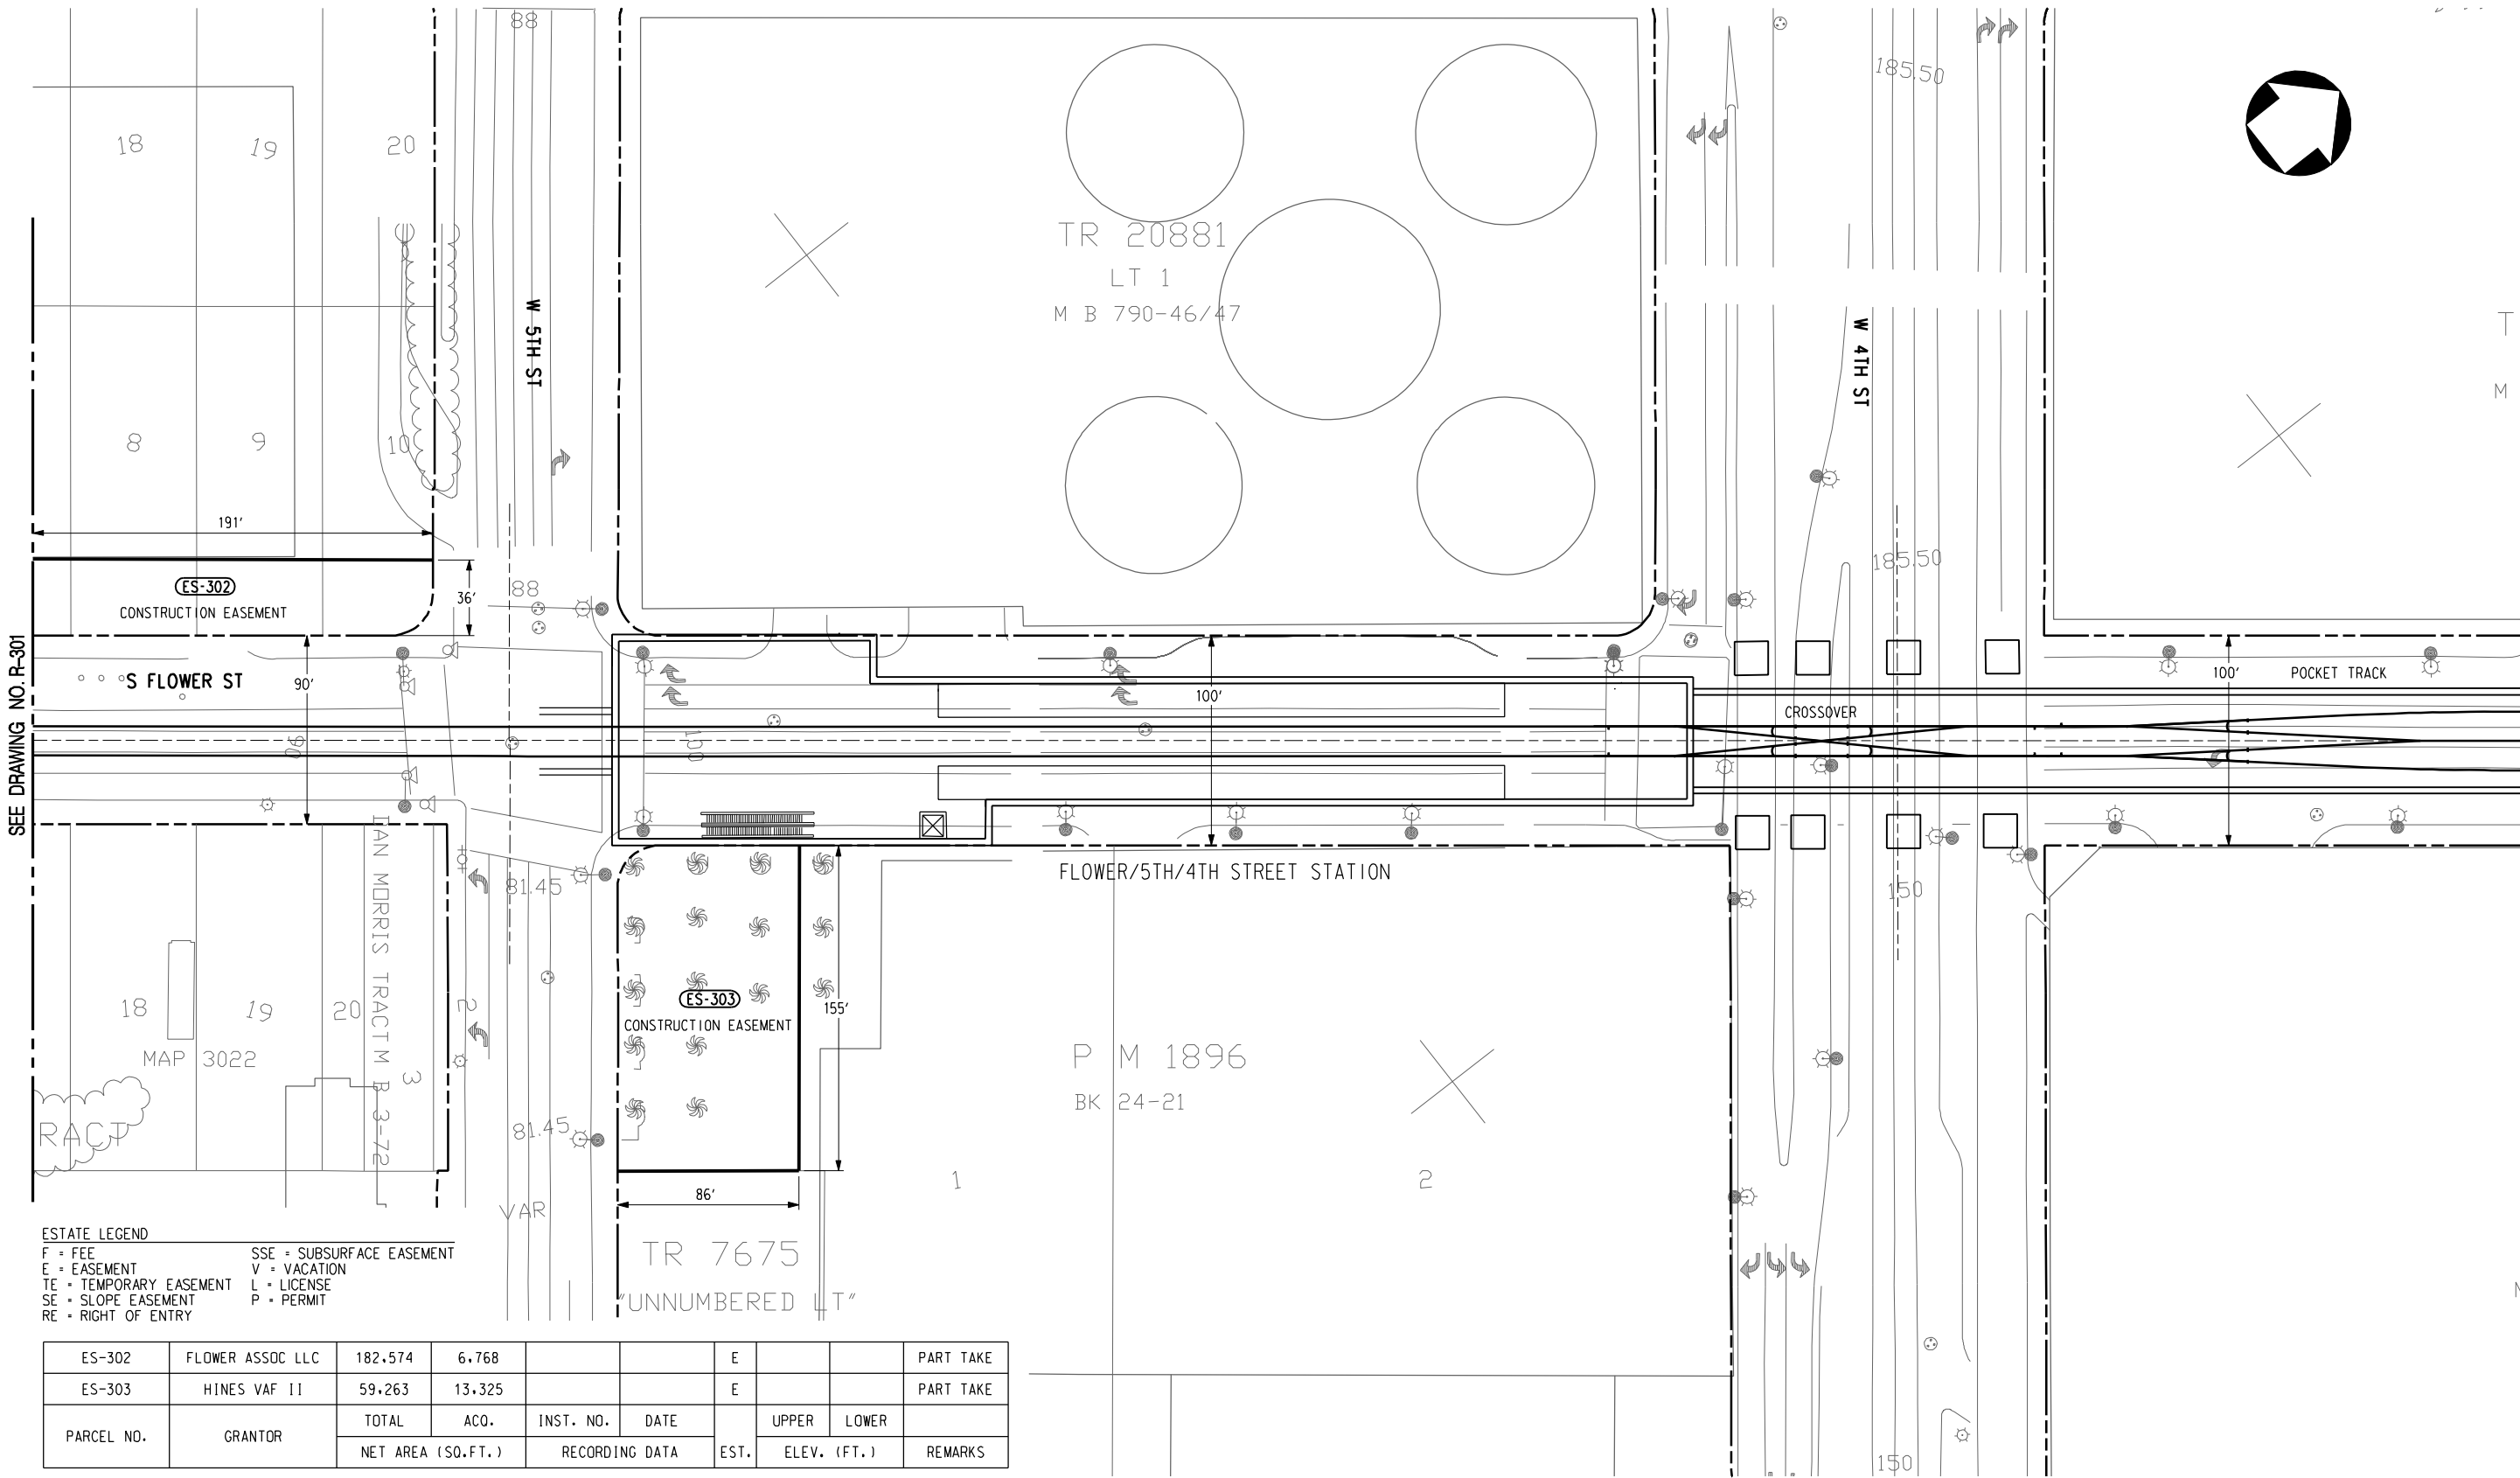 88
185.50
18
19
20
TR 20881
LT 1
M B 790-46/47
W 5TH ST
W 4TH ST
T
M
8
9
10
191'
185.50
ES-302
CONSTRUCTION EASEMENT
36'
88
SEE DRAWING NO. R-301
S FLOWER ST
90'
90
100
100'
CROSSOVER
100'
POCKET TRACK
FLOWER/5TH/4TH STREET STATION
81.45
150
IAN MORRIS TRACT M B 3-72
18
19
20
2
3
MAP 3022
RACT
ES-303
CONSTRUCTION EASEMENT
155'
P M 1896
BK 24-21
81.45
1
2
86'
VAR
TR 7675
"UNNUMBERED LT"
ESTATE LEGEND
F = FEE
E = EASEMENT
TE = TEMPORARY EASEMENT
SE = SLOPE EASEMENT
RE = RIGHT OF ENTRY
SSE = SUBSURFACE EASEMENT
V = VACATION
L = LICENSE
P = PERMIT
ES-302 FLOWER ASSOC LLC 182,574 6,768 E PART TAKE
ES-303 HINES VAF II 59,263 13,325 E PART TAKE
PARCEL NO. GRANTOR TOTAL ACQ. INST. NO. DATE EST. UPPER LOWER
NET AREA (SQ.FT.) RECORDING DATA ELEV. (FT.) REMARKS
150